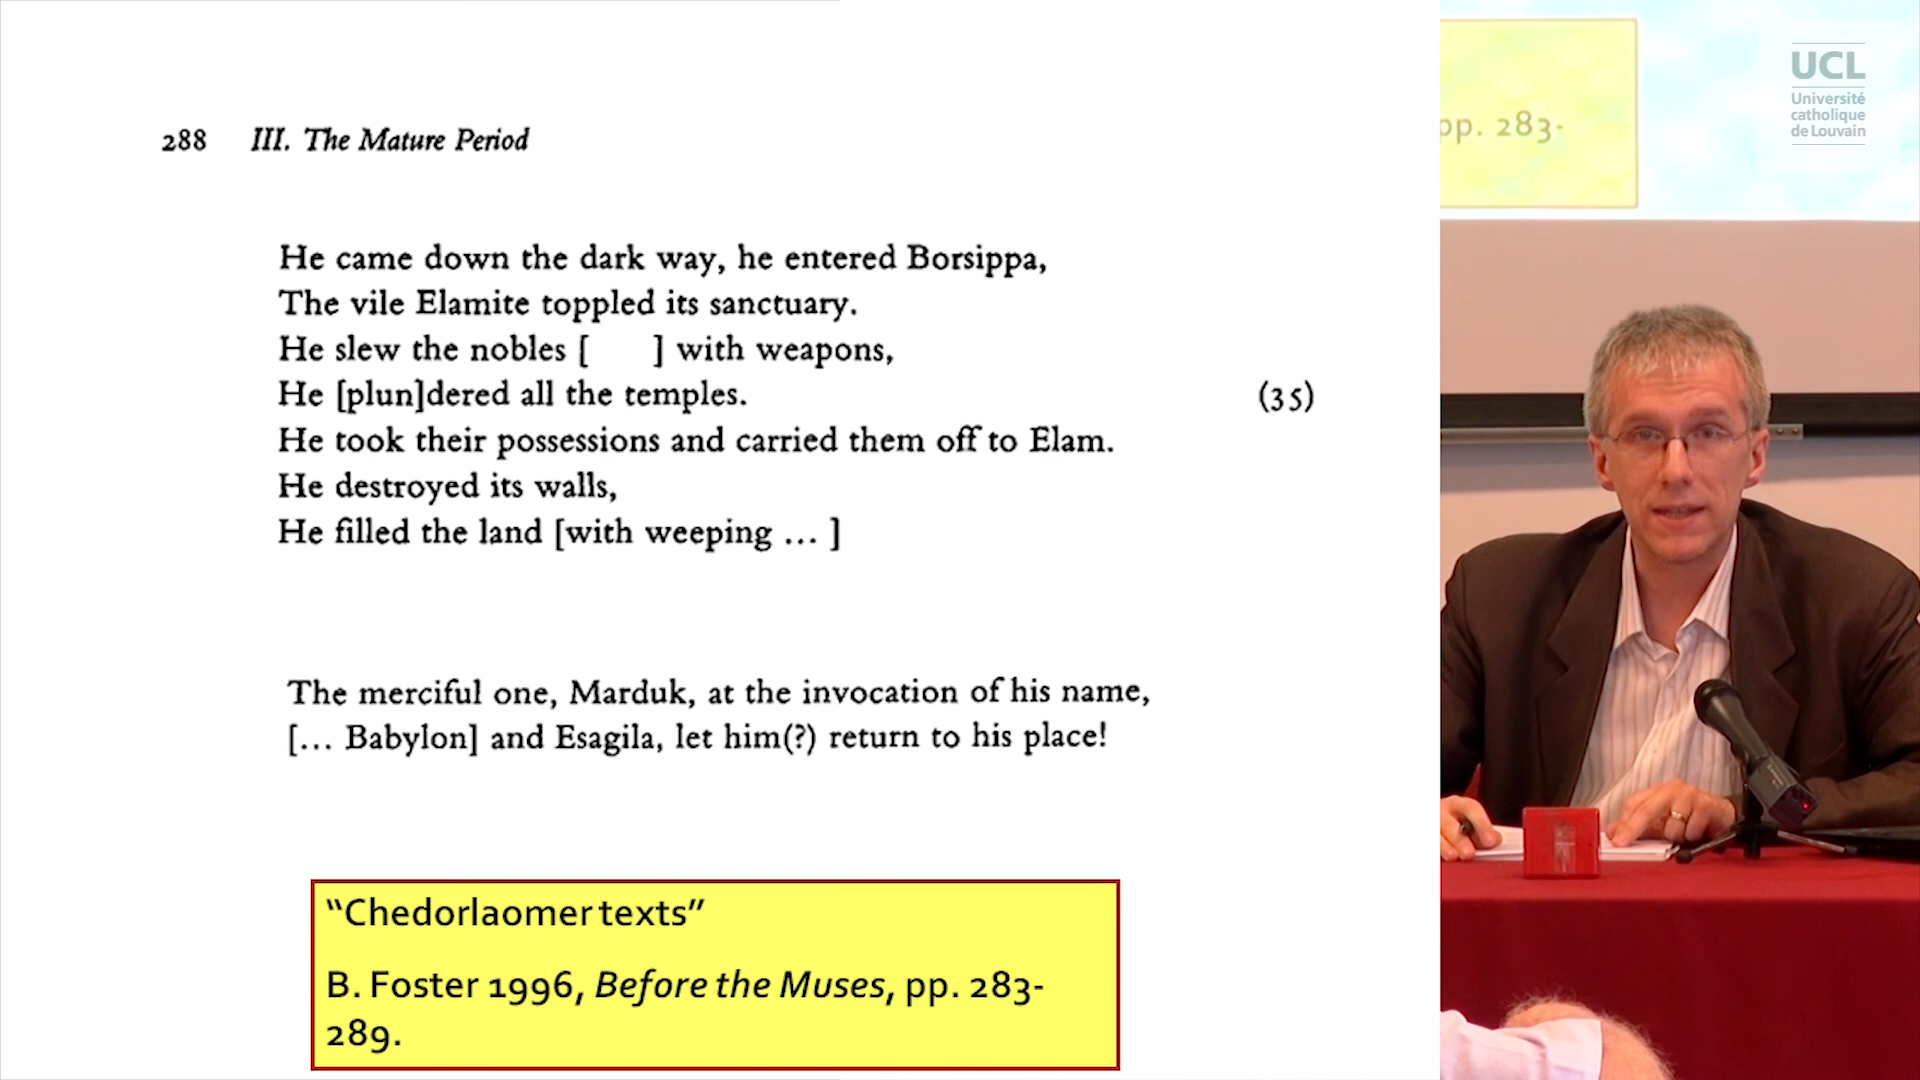 288 III. The Mature Period
He came down the dark way, he entered Borsippa,
The vile Elamite toppled its sanctuary.
He slew the nobles [ ] with weapons,
He [plun]dered all the temples. (35)
He took their possessions and carried them off to Elam.
He destroyed its walls,
He filled the land [with weeping ... ]
The merciful one, Marduk, at the invocation of his name,
[... Babylon] and Esagila, let him(?) return to his place!
“Chedorlaomer texts”
B. Foster 1996, Before the Muses, pp. 283-
289.
pp. 283-
UCL
Université
catholique
de Louvain